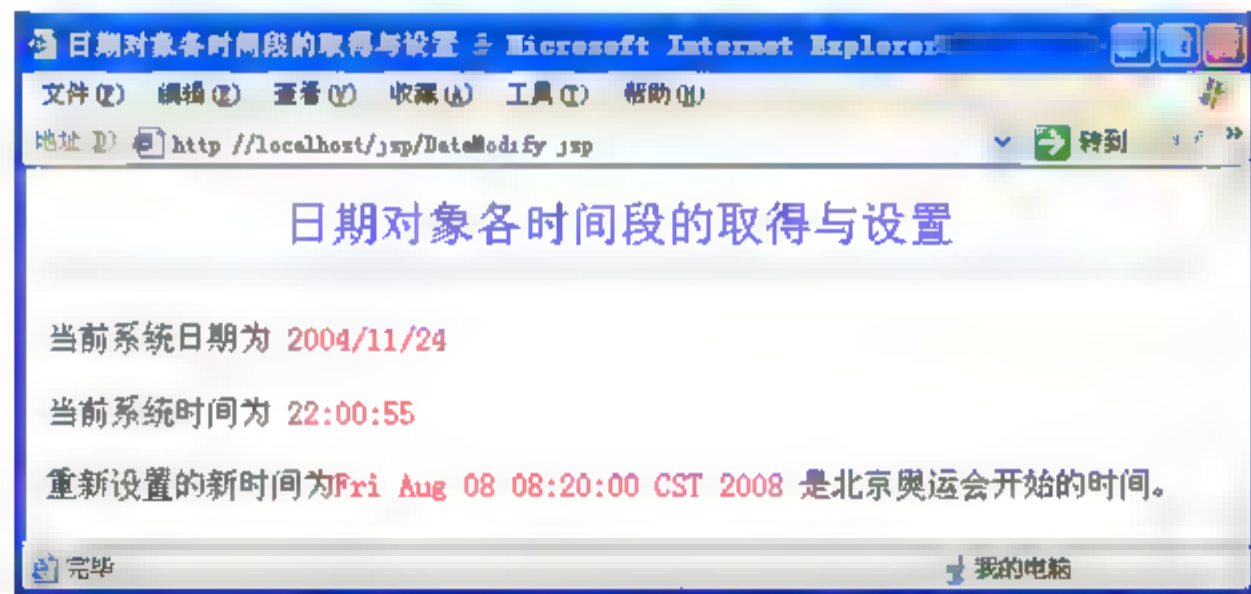 日期对象各时间段的取得与设置 - Microsoft Internet Explorer
文件(F) 编辑(E) 查看(V) 收藏(A) 工具(T) 帮助(H)
地址(D) http://localhost/jsp/DateModify.jsp 转到
日期对象各时间段的取得与设置
当前系统日期为 2004/11/24
当前系统时间为 22:00:55
重新设置的新时间为Fri Aug 08 08:20:00 CST 2008 是北京奥运会开始的时间。
完毕 我的电脑